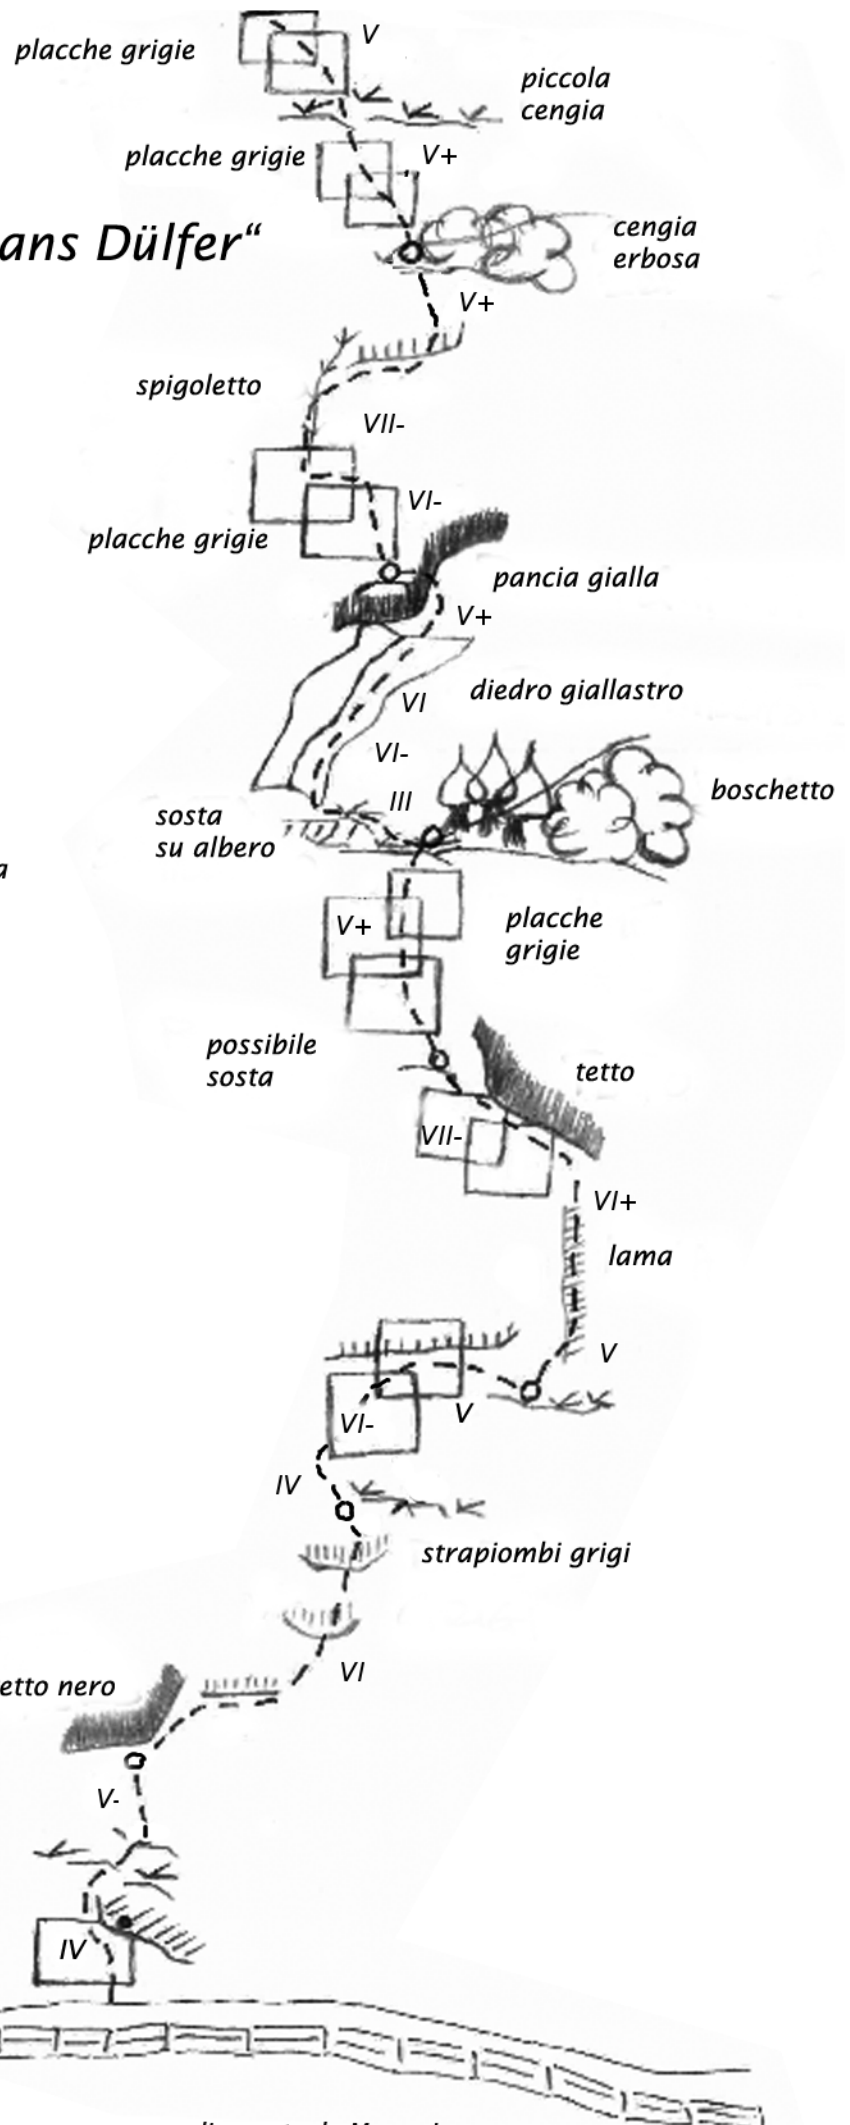 V
placche grigie
piccola
cengia
placche grigie
V+
ans Dülfer“
cengia
erbosa
V+
spigoletto
VII-
VI-
placche grigie
pancia gialla
V+
diedro giallastro
VI
VI-
III
boschetto
sosta
su albero
a
V+
placche
grigie
possibile
sosta
tetto
VII-
VI+
lama
V
V
VI-
IV
strapiombi grigi
VI
etto nero
V-
IV